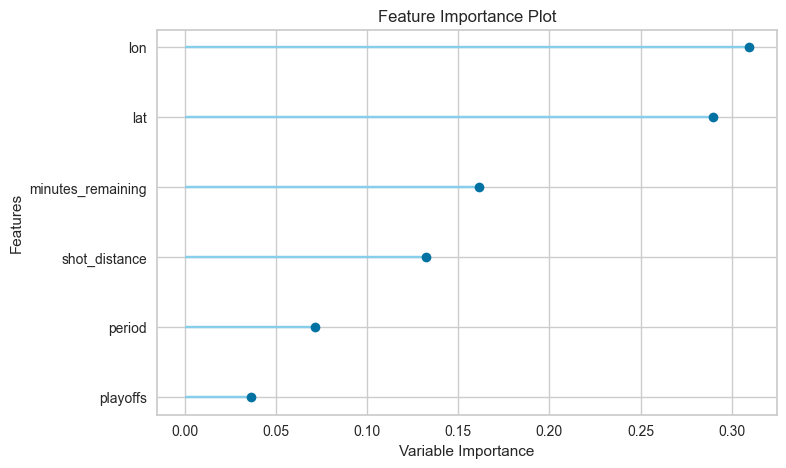 Feature Importance Plot
lon
lat
minutes_remaining
shot_distance
period
playoffs
Features
0.00 0.05 0.10 0.15 0.20 0.25 0.30
Variable Importance